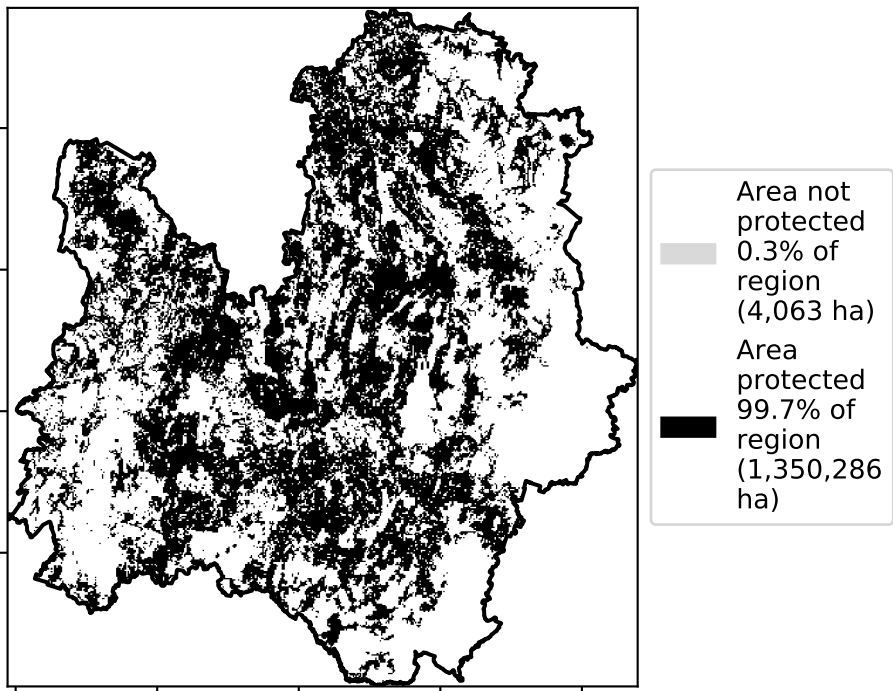 Area not
protected
0.3% of
region
(4,063 ha)
Area
protected
99.7% of
region
(1,350,286
ha)